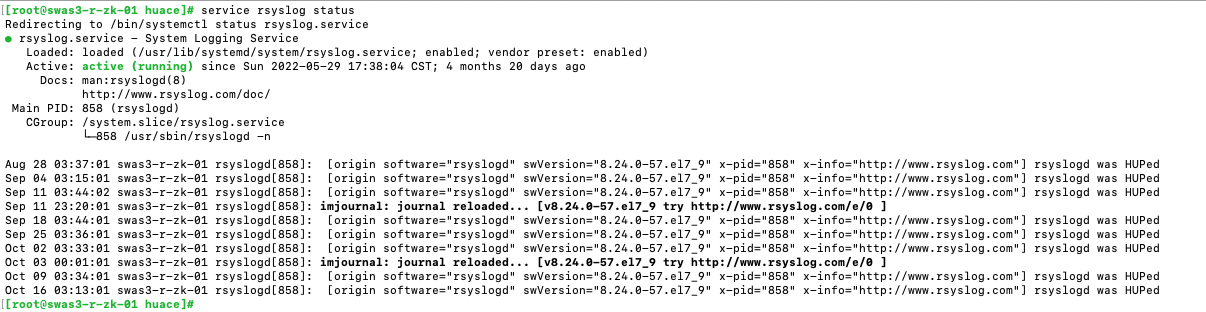 [root@swas3-r-zk-01 huace]# service rsyslog status
Redirecting to /bin/systemctl status rsyslog.service
● rsyslog.service - System Logging Service
   Loaded: loaded (/usr/lib/systemd/system/rsyslog.service; enabled; vendor preset: enabled)
   Active: active (running) since Sun 2022-05-29 17:38:04 CST; 4 months 20 days ago
     Docs: man:rsyslogd(8)
           http://www.rsyslog.com/doc/
 Main PID: 858 (rsyslogd)
   CGroup: /system.slice/rsyslog.service
           └─858 /usr/sbin/rsyslogd -n
Aug 28 03:37:01 swas3-r-zk-01 rsyslogd[858]:  [origin software="rsyslogd" swVersion="8.24.0-57.el7_9" x-pid="858" x-info="http://www.rsyslog.com"] rsyslogd was HUPed
Sep 04 03:15:01 swas3-r-zk-01 rsyslogd[858]:  [origin software="rsyslogd" swVersion="8.24.0-57.el7_9" x-pid="858" x-info="http://www.rsyslog.com"] rsyslogd was HUPed
Sep 11 03:44:02 swas3-r-zk-01 rsyslogd[858]:  [origin software="rsyslogd" swVersion="8.24.0-57.el7_9" x-pid="858" x-info="http://www.rsyslog.com"] rsyslogd was HUPed
Sep 11 23:20:01 swas3-r-zk-01 rsyslogd[858]: imjournal: journal reloaded... [v8.24.0-57.el7_9 try http://www.rsyslog.com/e/0 ]
Sep 18 03:44:01 swas3-r-zk-01 rsyslogd[858]:  [origin software="rsyslogd" swVersion="8.24.0-57.el7_9" x-pid="858" x-info="http://www.rsyslog.com"] rsyslogd was HUPed
Sep 25 03:36:01 swas3-r-zk-01 rsyslogd[858]:  [origin software="rsyslogd" swVersion="8.24.0-57.el7_9" x-pid="858" x-info="http://www.rsyslog.com"] rsyslogd was HUPed
Oct 02 03:33:01 swas3-r-zk-01 rsyslogd[858]:  [origin software="rsyslogd" swVersion="8.24.0-57.el7_9" x-pid="858" x-info="http://www.rsyslog.com"] rsyslogd was HUPed
Oct 03 00:01:01 swas3-r-zk-01 rsyslogd[858]: imjournal: journal reloaded... [v8.24.0-57.el7_9 try http://www.rsyslog.com/e/0 ]
Oct 09 03:34:01 swas3-r-zk-01 rsyslogd[858]:  [origin software="rsyslogd" swVersion="8.24.0-57.el7_9" x-pid="858" x-info="http://www.rsyslog.com"] rsyslogd was HUPed
Oct 16 03:13:01 swas3-r-zk-01 rsyslogd[858]:  [origin software="rsyslogd" swVersion="8.24.0-57.el7_9" x-pid="858" x-info="http://www.rsyslog.com"] rsyslogd was HUPed
[root@swas3-r-zk-01 huace]#